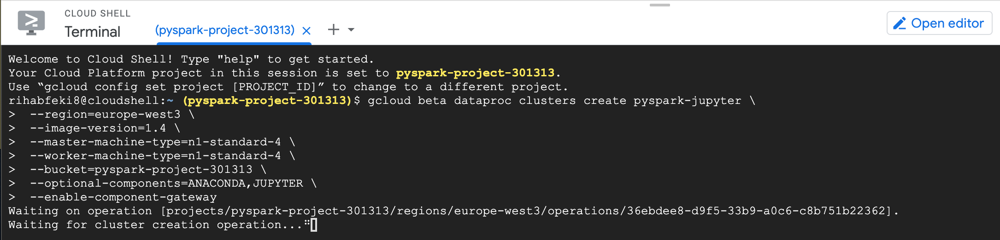 CLOUD SHELL
Terminal
(pyspark-project-301313)
Open editor
Welcome to Cloud Shell! Type "help" to get started.
Your Cloud Platform project in this session is set to pyspark-project-301313.
Use “gcloud config set project [PROJECT_ID]” to change to a different project.
rihabfeki8@cloudshell:~ (pyspark-project-301313)$ gcloud beta dataproc clusters create pyspark-jupyter \
>  --region=europe-west3 \
>  --image-version=1.4 \
>  --master-machine-type=n1-standard-4 \
>  --worker-machine-type=n1-standard-4 \
>  --bucket=pyspark-project-301313 \
>  --optional-components=ANACONDA,JUPYTER \
>  --enable-component-gateway
Waiting on operation [projects/pyspark-project-301313/regions/europe-west3/operations/36ebdee8-d9f5-33b9-a0c6-c8b751b22362].
Waiting for cluster creation operation...